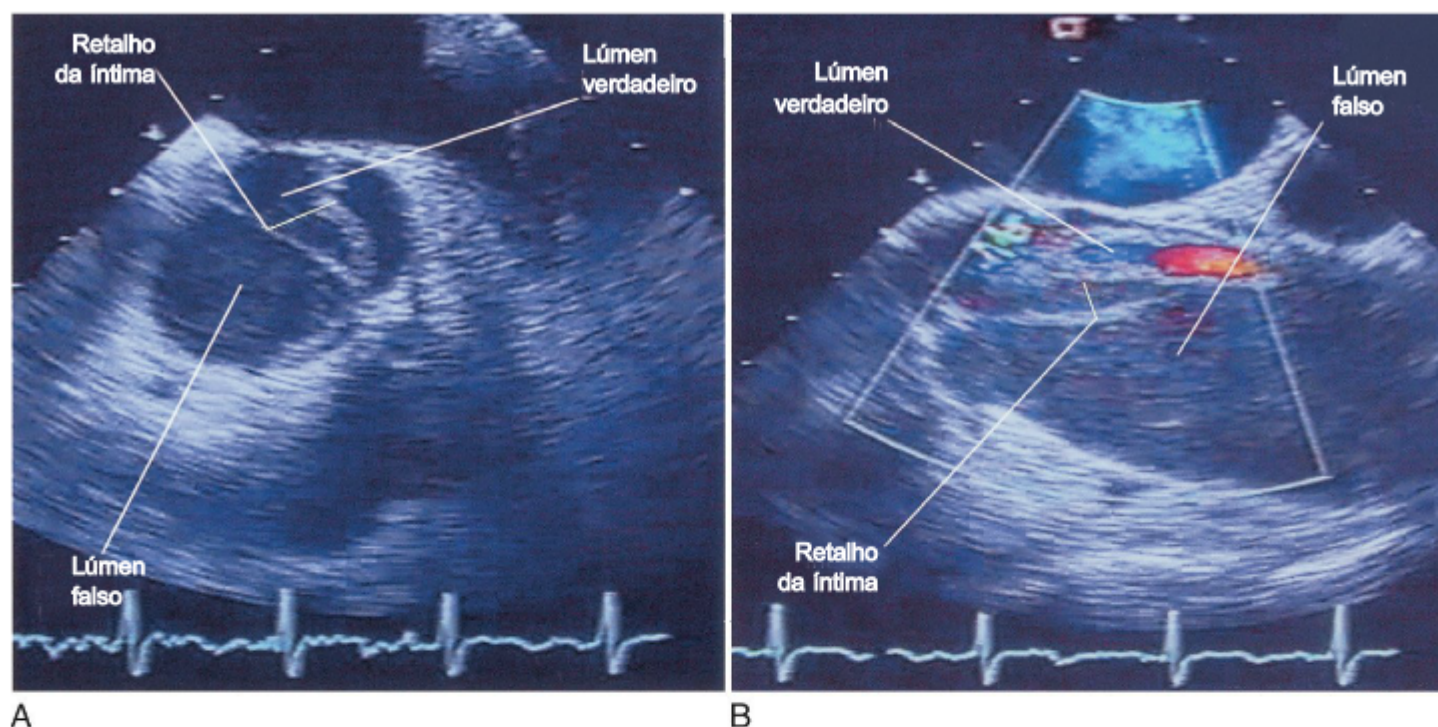 Retalho
da íntima
Lúmen
verdadeiro
Lúmen
falso
Lúmen
verdadeiro
Lúmen
falso
Retalho
da íntima
A
B